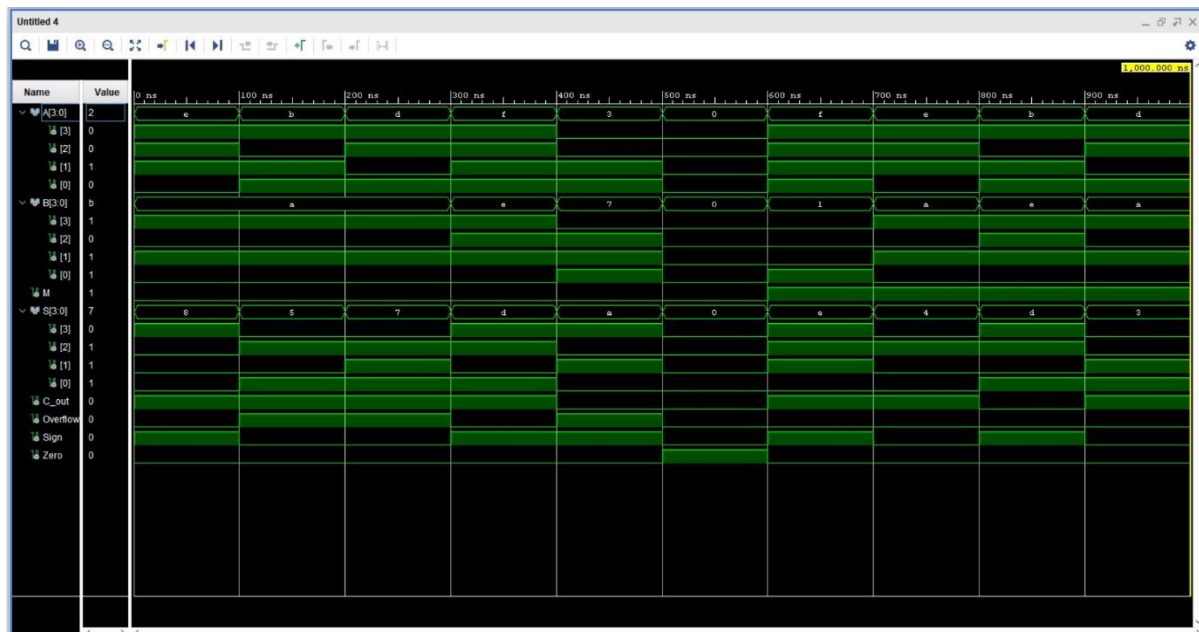 Untitled 4
1,000.000 ns
Name Value 0 ns 100 ns 200 ns 300 ns 400 ns 500 ns 600 ns 700 ns 800 ns 900 ns
A[3:0] 2 e b d f 3 0 f e b d
[3] 0
[2] 0
[1] 1
[0] 0
B[3:0] b a e 7 0 1 a e a
[3] 1
[2] 0
[1] 1
[0] 1
M 1
S[3:0] 7 8 5 7 d a 0 e 4 d 3
[3] 0
[2] 1
[1] 1
[0] 1
C_out 0
Overflow 0
Sign 0
Zero 0